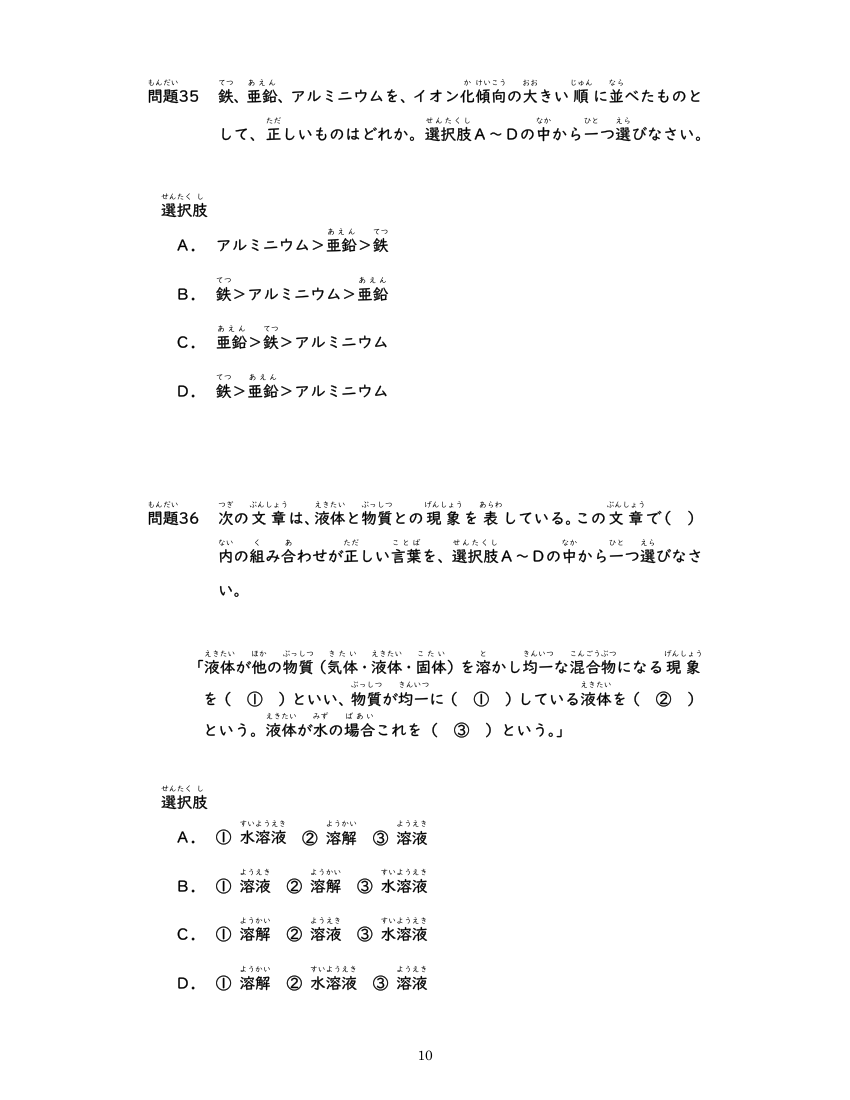 問題35 鉄、亜鉛、アルミニウムを、イオン化傾向の大きい順に並べたものと
して、正しいものはどれか。選択肢A~Dの中から一つ選びなさい。
選択肢
A. アルミニウム>亜鉛>鉄
B. 鉄>アルミニウム>亜鉛
C. 亜鉛>鉄>アルミニウム
D. 鉄>亜鉛>アルミニウム
問題36 次の文章は、液体と物質との現象を表している。この文章で( )
内の組み合わせが正しい言葉を、選択肢A~Dの中から一つ選びなさ
い。
「液体が他の物質(気体・液体・固体)を溶かし均一な混合物になる現象
を( ① )といい、物質が均一に( ① )している液体を( ② )
という。液体が水の場合これを( ③ )という。」
選択肢
A. ① 水溶液 ② 溶解 ③ 溶液
B. ① 溶液 ② 溶解 ③ 水溶液
C. ① 溶解 ② 溶液 ③ 水溶液
D. ① 溶解 ② 水溶液 ③ 溶液
10